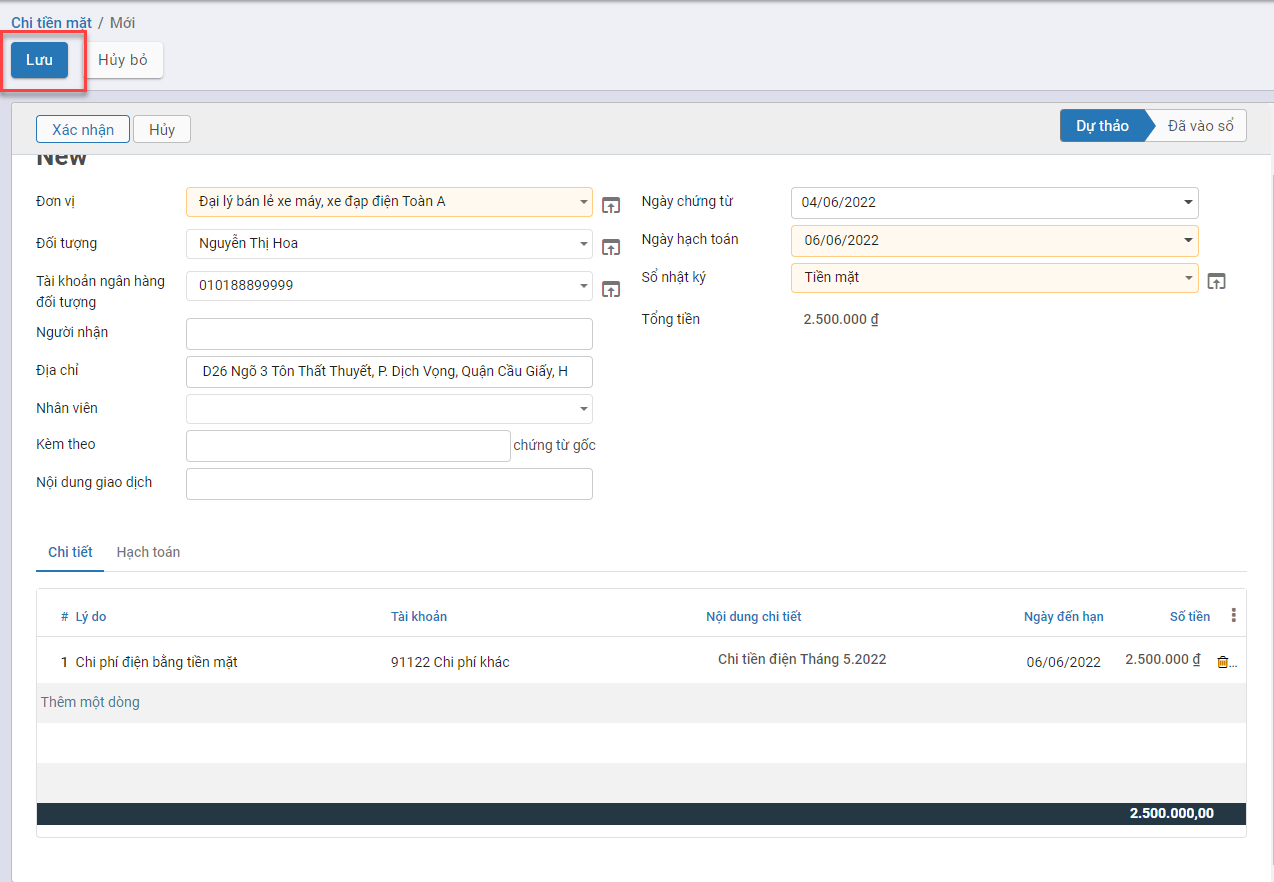 Chi tiền mặt / Mới
Lưu Hủy bỏ
Xác nhận Hủy Dự thảo Đã vào sổ
New
Đơn vị Đại lý bán lẻ xe máy, xe đạp điện Toàn A Ngày chứng từ 04/06/2022
Đối tượng Nguyễn Thị Hoa Ngày hạch toán 06/06/2022
Tài khoản ngân hàng
đối tượng 010188899999 Sổ nhật ký Tiền mặt
Người nhận Tổng tiền 2.500.000 ₫
Địa chỉ D26 Ngõ 3 Tôn Thất Thuyết, P. Dịch Vọng, Quận Cầu Giấy, H
Nhân viên
Kèm theo chứng từ gốc
Nội dung giao dịch
Chi tiết Hạch toán
# Lý do Tài khoản Nội dung chi tiết Ngày đến hạn Số tiền
1 Chi phí điện bằng tiền mặt 91122 Chi phí khác Chi tiền điện Tháng 5.2022 06/06/2022 2.500.000 ₫ ...
Thêm một dòng
2.500.000,00